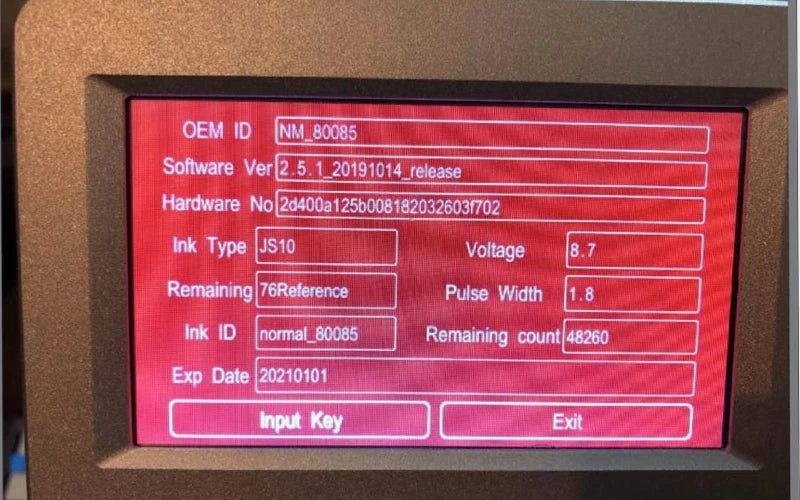 OEM ID NM_80085
Software Ver 2.5.1_20191014_release
Hardware No 2d400a125b008182032603f702
Ink Type JS10 Voltage 8.7
Remaining 76Reference Pulse Width 1.8
Ink ID normal_80085 Remaining count 48260
Exp Date 20210101
Input Key Exit